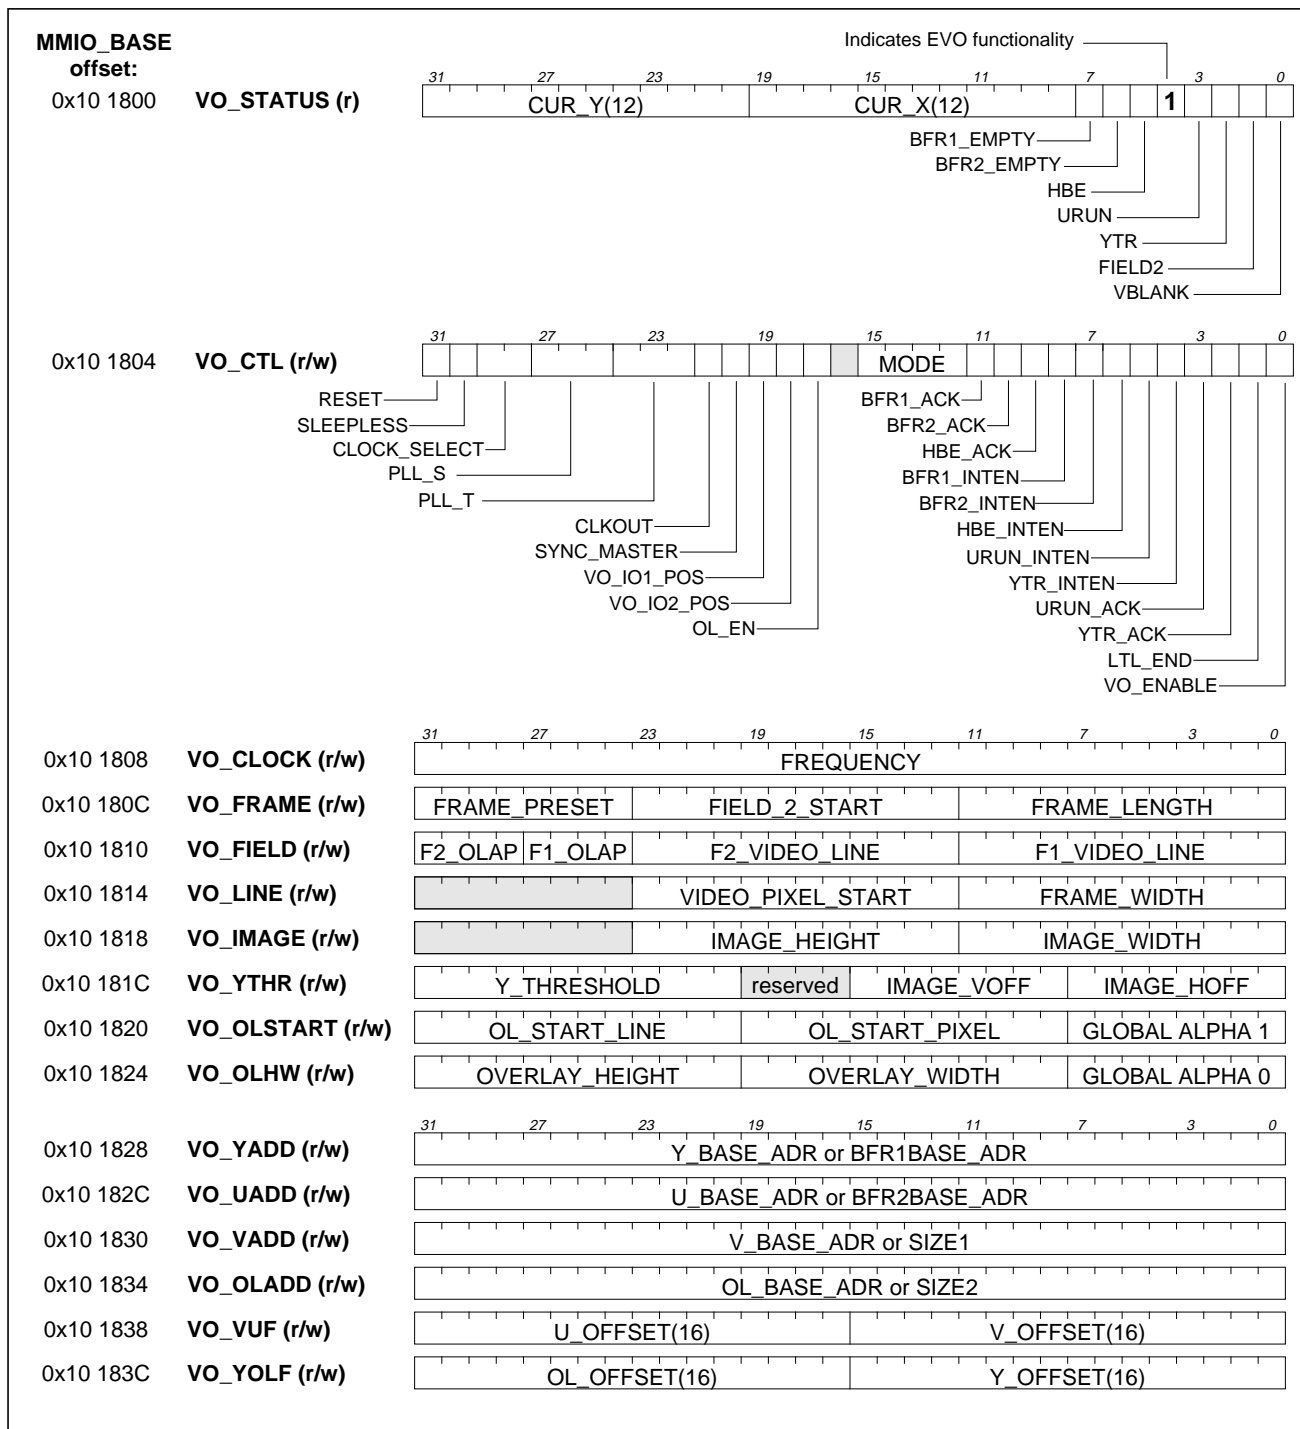 MMIO_BASE
offset:
Indicates EVO functionality
31 27 23 19 15 11 7 3 0
0x10 1800 VO_STATUS (r) CUR_Y(12) CUR_X(12) 1
BFR1_EMPTY
BFR2_EMPTY
HBE
URUN
YTR
FIELD2
VBLANK
31 27 23 19 15 11 7 3 0
0x10 1804 VO_CTL (r/w) MODE
RESET
SLEEPLESS
CLOCK_SELECT
PLL_S
PLL_T
CLKOUT
SYNC_MASTER
VO_IO1_POS
VO_IO2_POS
OL_EN
BFR1_ACK
BFR2_ACK
HBE_ACK
BFR1_INTEN
BFR2_INTEN
HBE_INTEN
URUN_INTEN
YTR_INTEN
URUN_ACK
YTR_ACK
LTL_END
VO_ENABLE
31 27 23 19 15 11 7 3 0
0x10 1808 VO_CLOCK (r/w) FREQUENCY
0x10 180C VO_FRAME (r/w) FRAME_PRESET FIELD_2_START FRAME_LENGTH
0x10 1810 VO_FIELD (r/w) F2_OLAP F1_OLAP F2_VIDEO_LINE F1_VIDEO_LINE
0x10 1814 VO_LINE (r/w) VIDEO_PIXEL_START FRAME_WIDTH
0x10 1818 VO_IMAGE (r/w) IMAGE_HEIGHT IMAGE_WIDTH
0x10 181C VO_YTHR (r/w) Y_THRESHOLD reserved IMAGE_VOFF IMAGE_HOFF
0x10 1820 VO_OLSTART (r/w) OL_START_LINE OL_START_PIXEL GLOBAL ALPHA 1
0x10 1824 VO_OLHW (r/w) OVERLAY_HEIGHT OVERLAY_WIDTH GLOBAL ALPHA 0
31 27 23 19 15 11 7 3 0
0x10 1828 VO_YADD (r/w) Y_BASE_ADR or BFR1BASE_ADR
0x10 182C VO_UADD (r/w) U_BASE_ADR or BFR2BASE_ADR
0x10 1830 VO_VADD (r/w) V_BASE_ADR or SIZE1
0x10 1834 VO_OLADD (r/w) OL_BASE_ADR or SIZE2
0x10 1838 VO_VUF (r/w) U_OFFSET(16) V_OFFSET(16)
0x10 183C VO_YOLF (r/w) OL_OFFSET(16) Y_OFFSET(16)